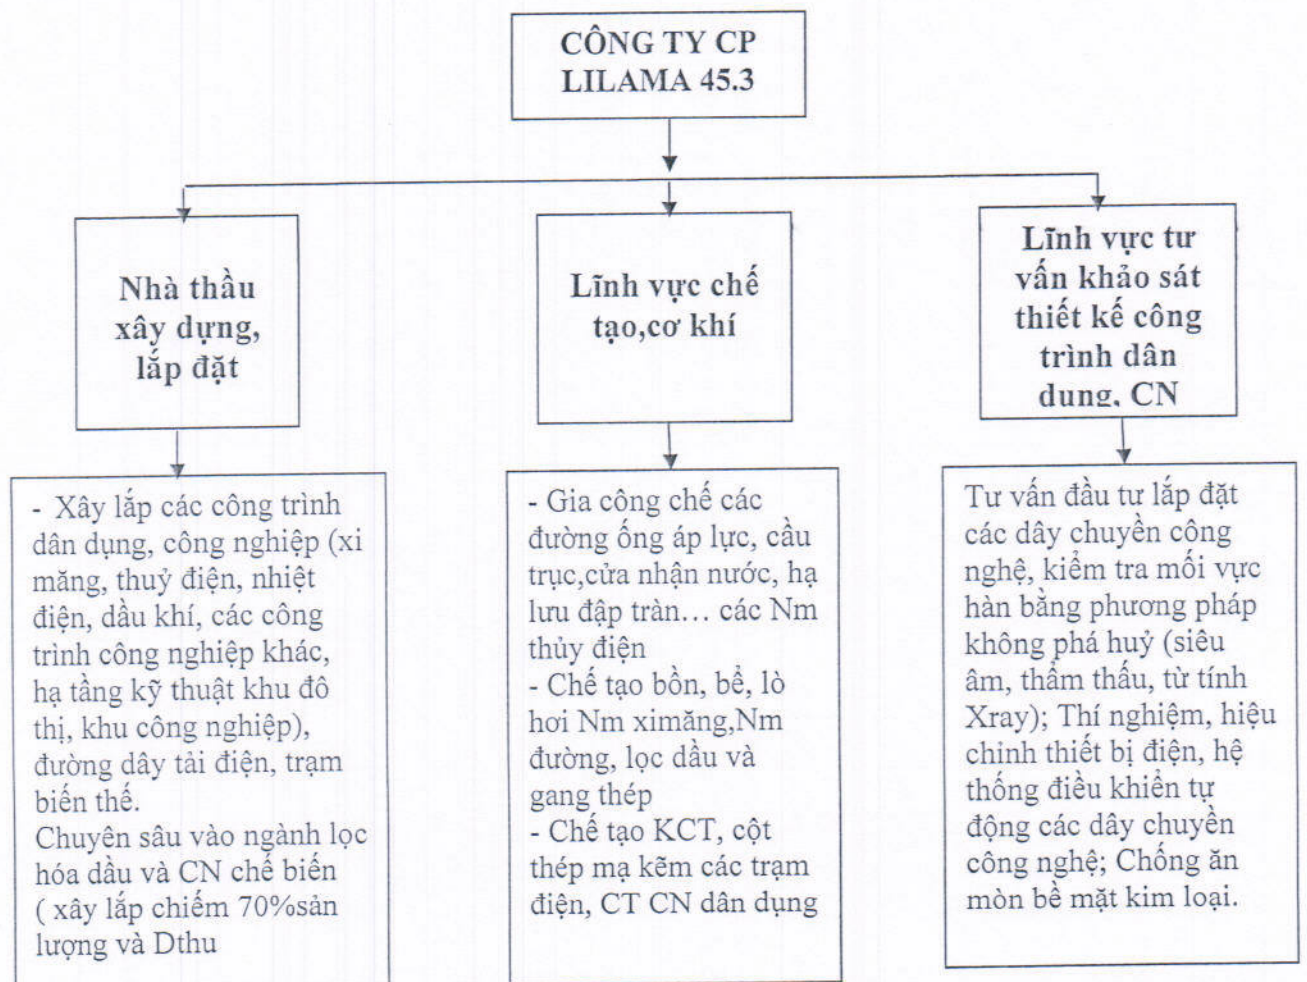 CÔNG TY CP
LILAMA 45.3
Nhà thầu
xây dựng,
lắp đặt
Lĩnh vực chế
tạo,cơ khí
Lĩnh vực tư
vấn khảo sát
thiết kế công
trình dân
dụng, CN
- Xây lắp các công trình
dân dụng, công nghiệp (xi
măng, thuỷ điện, nhiệt
điện, dầu khí, các công
trình công nghiệp khác,
hạ tầng kỹ thuật khu đô
thị, khu công nghiệp),
đường dây tải điện, trạm
biến thế.
Chuyên sâu vào ngành lọc
hóa dầu và CN chế biến
( xây lắp chiếm 70%sản
lượng và Dthu
- Gia công chế các
đường ống áp lực, cầu
trục,cửa nhận nước, hạ
lưu đập tràn... các Nm
thủy điện
- Chế tạo bồn, bể, lò
hơi Nm ximăng,Nm
đường, lọc dầu và
gang thép
- Chế tạo KCT, cột
thép mạ kẽm các trạm
điện, CT CN dân dụng
Tư vấn đầu tư lắp đặt
các dây chuyền công
nghệ, kiểm tra mối vực
hàn bằng phương pháp
không phá huỷ (siêu
âm, thẩm thấu, từ tính
Xray); Thí nghiệm, hiệu
chỉnh thiết bị điện, hệ
thống điều khiển tự
động các dây chuyền
công nghệ; Chống ăn
mòn bề mặt kim loại.